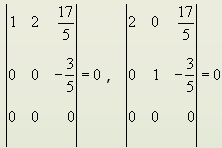 | 1 2 17/5 | | 2 0 17/5 |
| 0 0 -3/5 | = 0 , | 0 1 -3/5 | = 0
| 0 0 0 | | 0 0 0 |